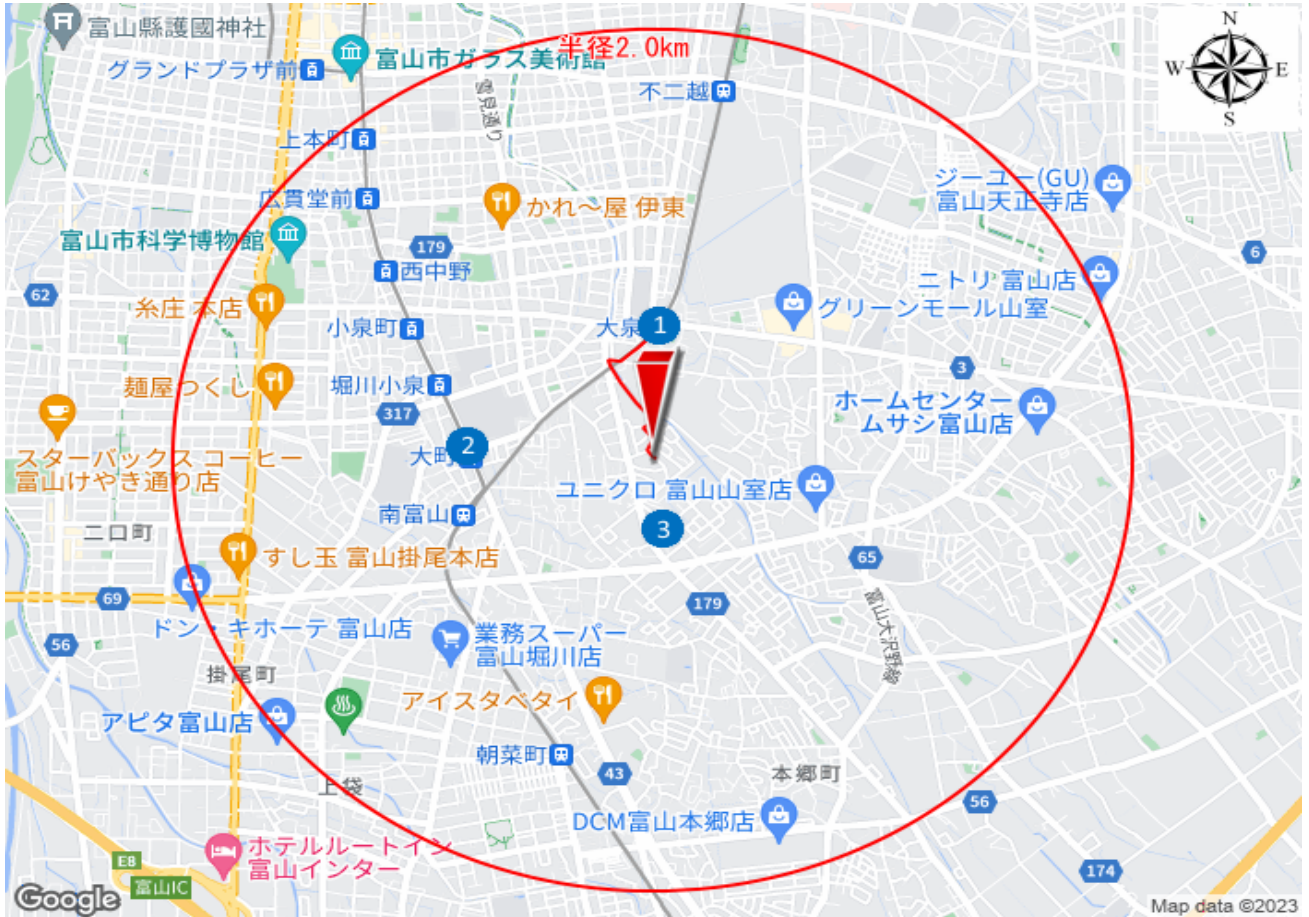 富山縣護國神社
半径2.0km
N
W
E
S
グランドプラザ前
富山市ガラス美術館
雪見通り
不二越
上本町
広貫堂前
かれ〜屋 伊東
ジーユー(GU)
富山天正寺店
富山市科学博物館
179
西中野
6
62
ニトリ 富山店
糸庄 本店
小泉町
大泉
1
グリーンモール山室
麺屋つくし
堀川小泉
3
317
ホームセンター
ムサシ富山店
2
大町
スターバックス コーヒー
富山けやき通り店
ユニクロ 富山山室店
二口町
南富山
3
すし玉 富山掛尾本店
65
69
179
富山大沢野線
ドン・キホーテ 富山店
業務スーパー
富山堀川店
56
掛尾町
アイスタベタイ
アピタ富山店
朝菜町
43
本郷町
上袋
56
DCM富山本郷店
ホテルルートイン
富山インター
E8
富山IC
174
Google
Map data ©2023